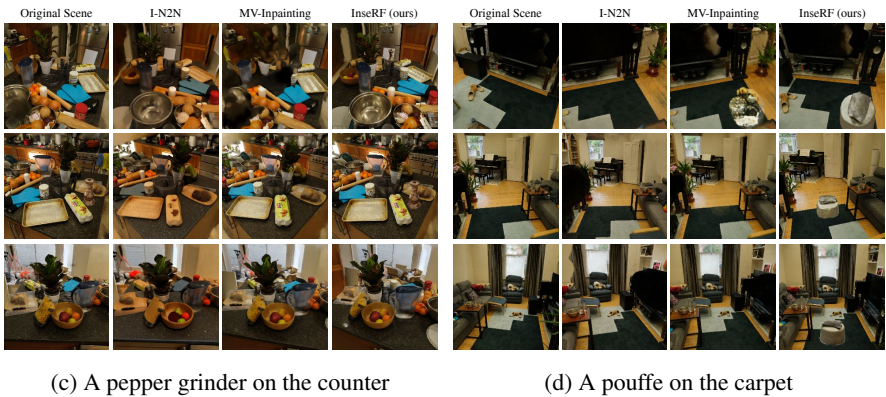 Original Scene I-N2N MV-Inpainting InseRF (ours) Original Scene I-N2N MV-Inpainting InseRF (ours)
(c) A pepper grinder on the counter (d) A pouffe on the carpet